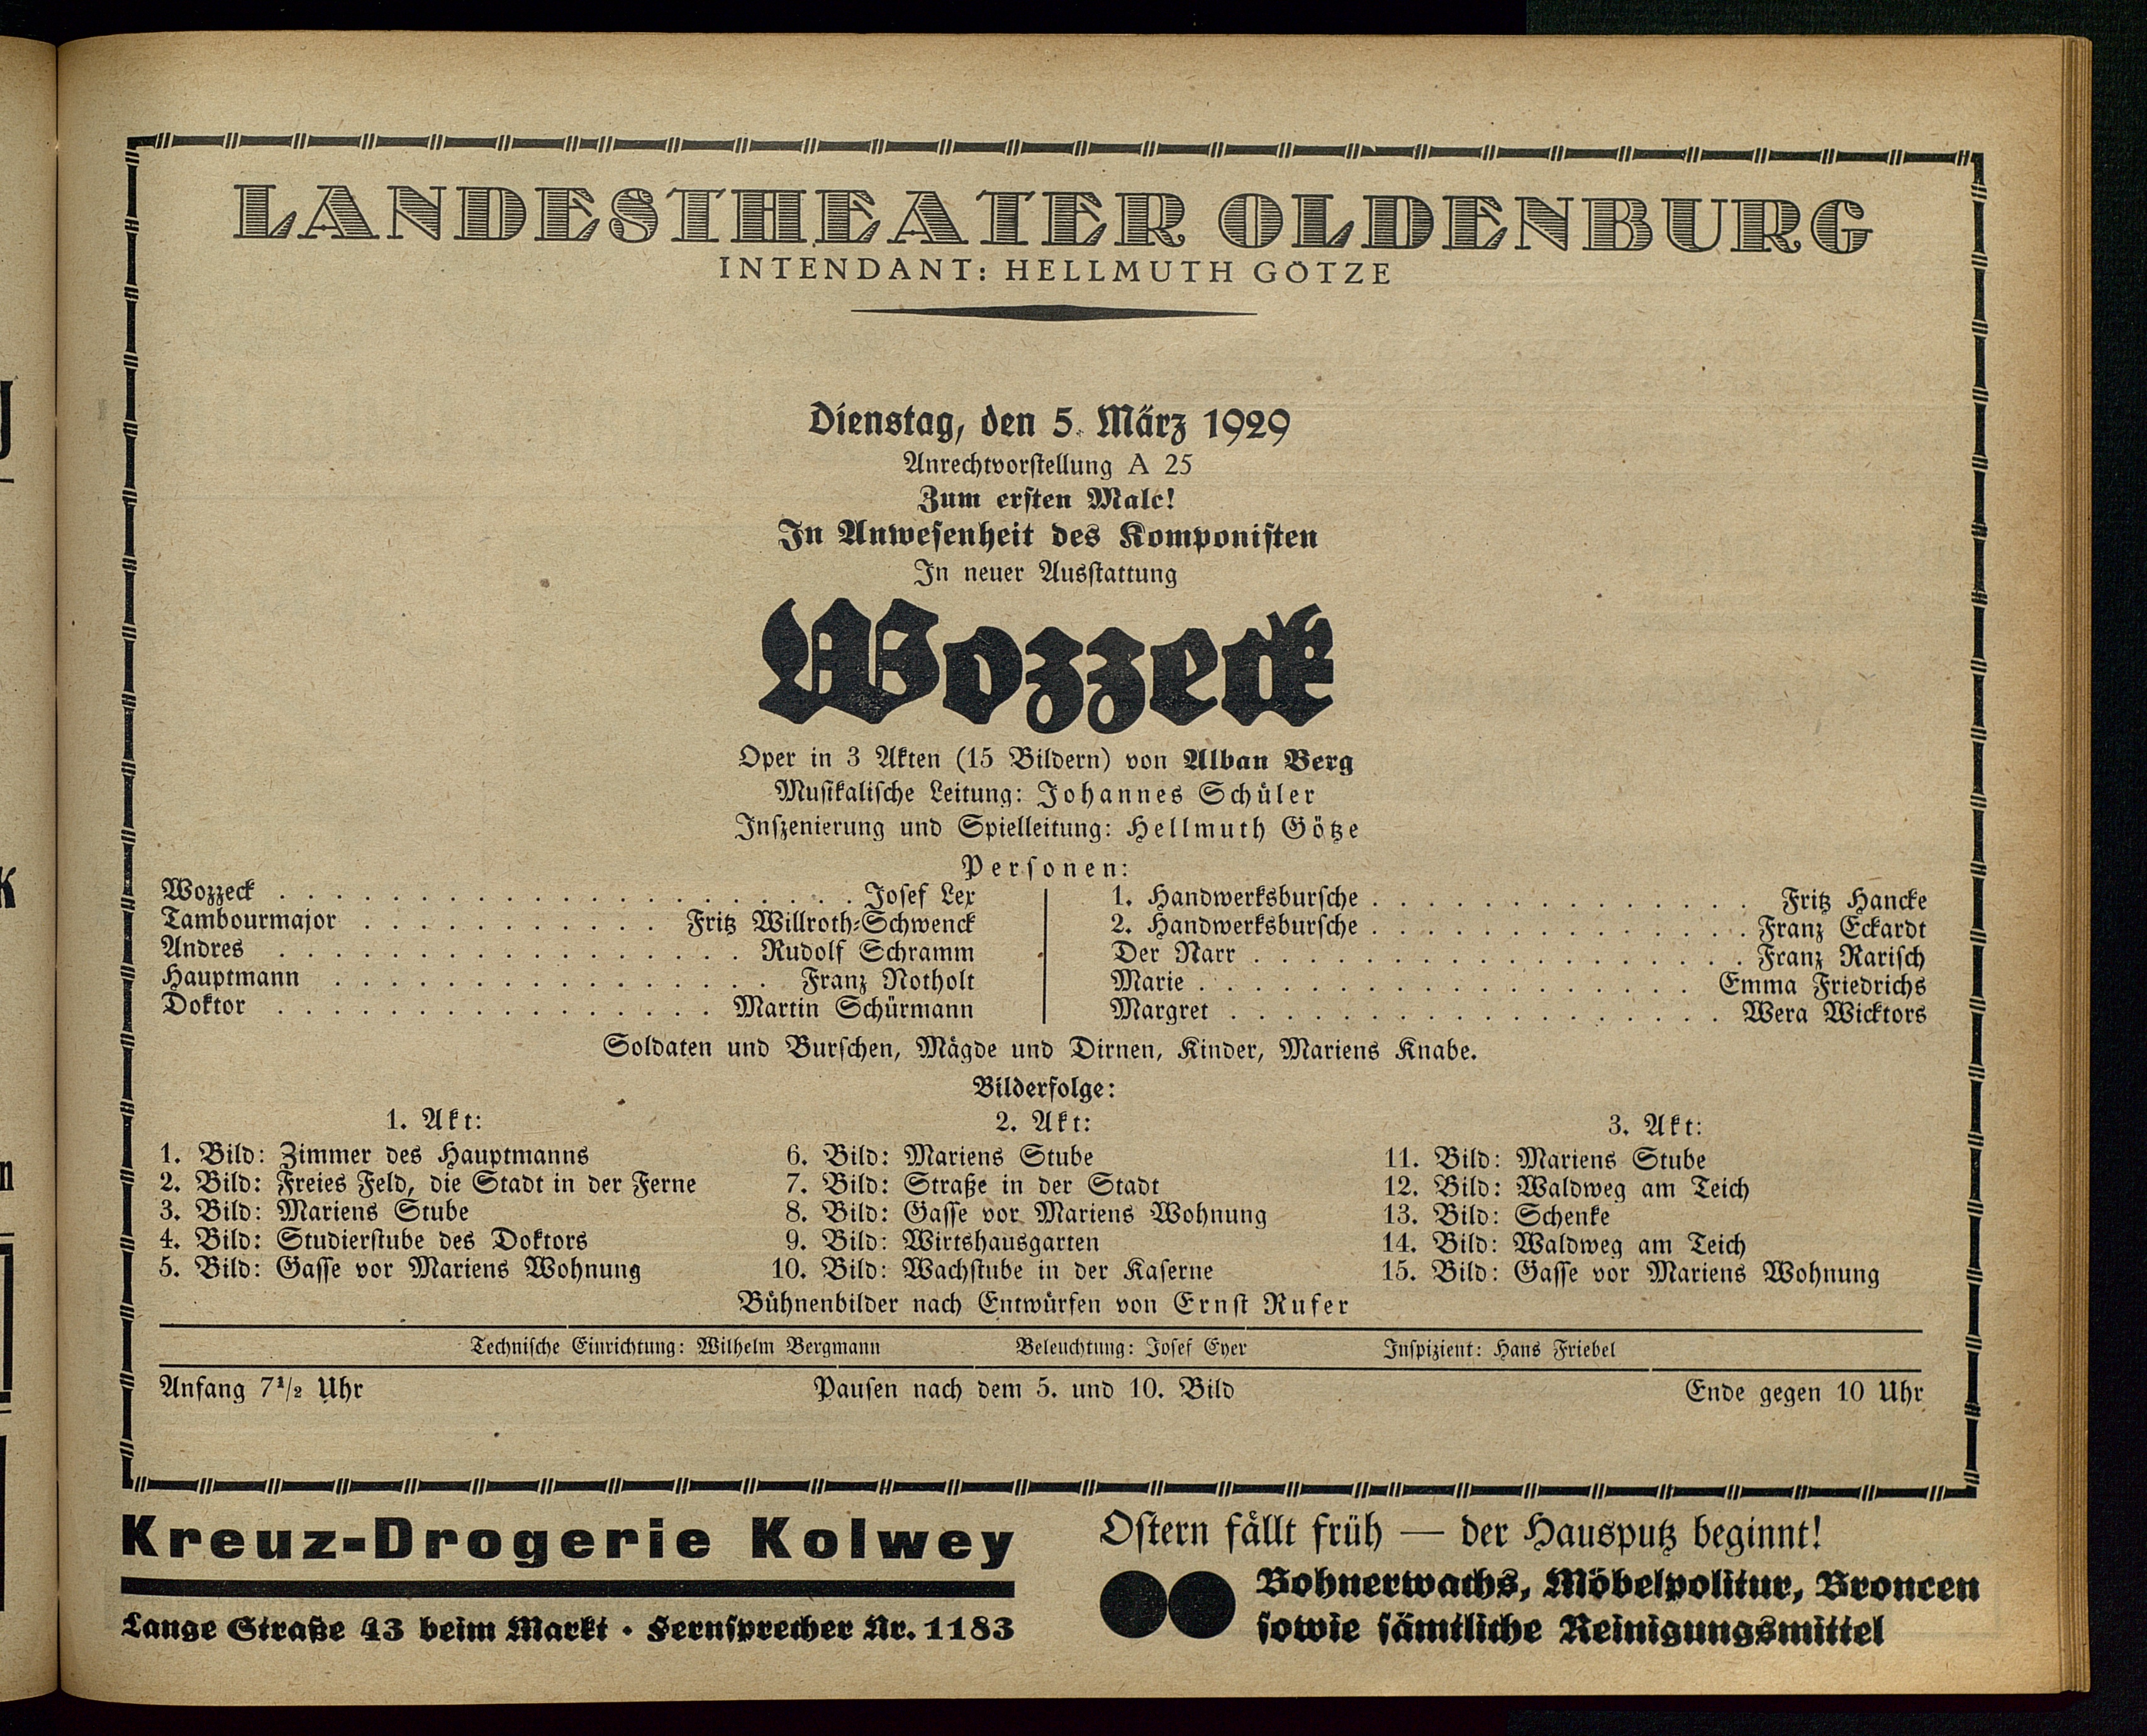 LANDESTHEATER OLDENBURG
INTENDANT: HELLMUTH GÖTZE
Dienstag, den 5. März 1929
Anrechtvorstellung A 25
Zum ersten Male!
In Anwesenheit des Komponisten
In neuer Ausstattung
Wozzeck
Oper in 3 Akten (15 Bildern) von Alban Berg
Musikalische Leitung: Johannes Schüler
Inszenierung und Spielleitung: Hellmuth Götze
Personen:
Wozzeck . . . . . . . . . . . . . . . . . . . . . Josef Lex
Tambourmajor . . . . . . . . . . . Fritz Willroth-Schwenck
Andres . . . . . . . . . . . . . . . . . Rudolf Schramm
Hauptmann . . . . . . . . . . . . . . . . Franz Notholt
Doktor . . . . . . . . . . . . . . . . Martin Schürmann
1. Handwerksbursche . . . . . . . . . . . . . . Fritz Hancke
2. Handwerksbursche . . . . . . . . . . . . . . Franz Eckardt
Der Narr . . . . . . . . . . . . . . . . . . Franz Rarisch
Marie . . . . . . . . . . . . . . . . . . Emma Friedrichs
Margret . . . . . . . . . . . . . . . . . . Wera Wicktors
Soldaten und Burschen, Mägde und Dirnen, Kinder, Mariens Knabe.
Bilderfolge:
1. Akt:
1. Bild: Zimmer des Hauptmanns
2. Bild: Freies Feld, die Stadt in der Ferne
3. Bild: Mariens Stube
4. Bild: Studierstube des Doktors
5. Bild: Gasse vor Mariens Wohnung
2. Akt:
6. Bild: Mariens Stube
7. Bild: Straße in der Stadt
8. Bild: Gasse vor Mariens Wohnung
9. Bild: Wirtshausgarten
10. Bild: Wachstube in der Kaserne
3. Akt:
11. Bild: Mariens Stube
12. Bild: Waldweg am Teich
13. Bild: Schenke
14. Bild: Waldweg am Teich
15. Bild: Gasse vor Mariens Wohnung
Bühnenbilder nach Entwürfen von Ernst Rufer
Technische Einrichtung: Wilhelm Bergmann Beleuchtung: Josef Eyer Inspizient: Hans Friebel
Anfang 7½ Uhr Pausen nach dem 5. und 10. Bild Ende gegen 10 Uhr
Kreuz-Drogerie Kolwey
Lange Straße 43 beim Markt · Fernsprecher Nr. 1183
Ostern fällt früh — der Hausputz beginnt!
Bohnerwachs, Möbelpolitur, Broncen
sowie sämtliche Reinigungsmittel